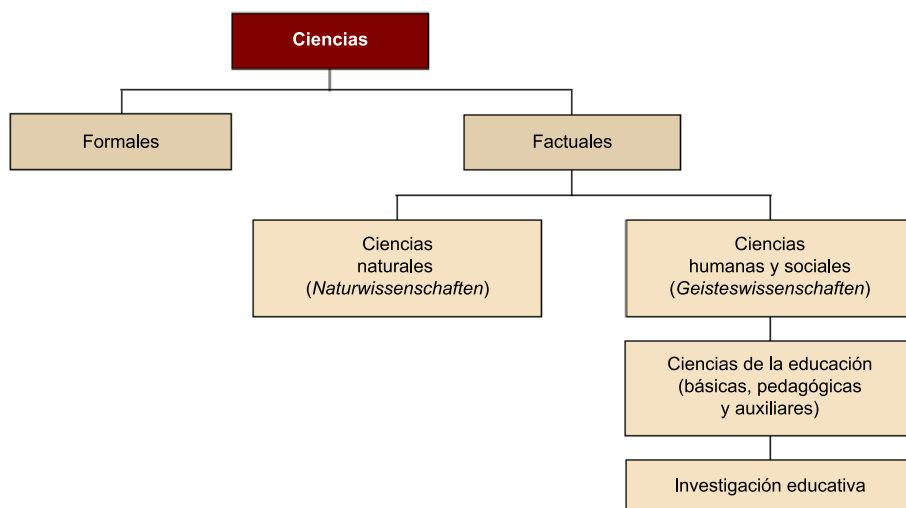 Ciencias
Formales
Factuales
Ciencias
naturales
(Naturwissenschaften)
Ciencias
humanas y sociales
(Geisteswissenschaften)
Ciencias de la educación
(básicas, pedagógicas
y auxiliares)
Investigación educativa